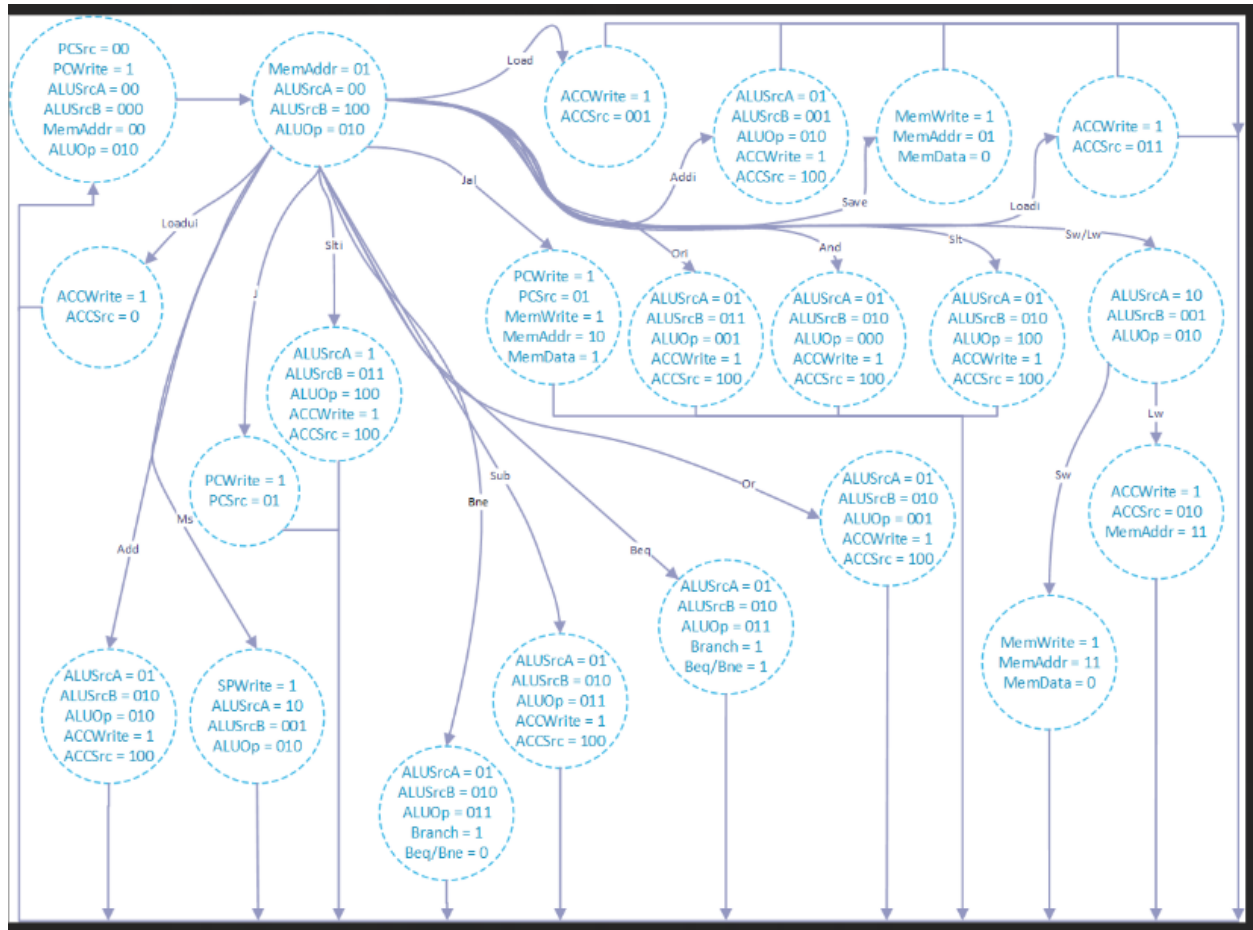 PCSrc = 00
PCWrite = 1
ALUSrcA = 00
ALUSrcB = 000
MemAddr = 00
ALUOp = 010
MemAddr = 01
ALUSrcA = 00
ALUSrcB = 100
ALUOp = 010
Load
ACCWrite = 1
ACCSrc = 001
Addi
ALUSrcA = 01
ALUSrcB = 001
ALUOp = 010
ACCWrite = 1
ACCSrc = 100
Save
MemWrite = 1
MemAddr = 01
MemData = 0
Loadi
ACCWrite = 1
ACCSrc = 011
Loadui
ACCWrite = 1
ACCSrc = 0
J
PCWrite = 1
PCSrc = 01
Slti
ALUSrcA = 1
ALUSrcB = 011
ALUOp = 100
ACCWrite = 1
ACCSrc = 100
Jal
PCWrite = 1
PCSrc = 01
MemWrite = 1
MemAddr = 10
MemData = 1
Ori
ALUSrcA = 01
ALUSrcB = 011
ALUOp = 001
ACCWrite = 1
ACCSrc = 100
And
ALUSrcA = 01
ALUSrcB = 010
ALUOp = 000
ACCWrite = 1
ACCSrc = 100
Slt
ALUSrcA = 01
ALUSrcB = 010
ALUOp = 100
ACCWrite = 1
ACCSrc = 100
Sw/Lw
ALUSrcA = 10
ALUSrcB = 001
ALUOp = 010
Lw
ACCWrite = 1
ACCSrc = 010
MemAddr = 11
Sw
MemWrite = 1
MemAddr = 11
MemData = 0
Add
ALUSrcA = 01
ALUSrcB = 010
ALUOp = 010
ACCWrite = 1
ACCSrc = 100
Ms
SPWrite = 1
ALUSrcA = 10
ALUSrcB = 001
ALUOp = 010
Bne
ALUSrcA = 01
ALUSrcB = 010
ALUOp = 011
Branch = 1
Beq/Bne = 0
Sub
ALUSrcA = 01
ALUSrcB = 010
ALUOp = 011
ACCWrite = 1
ACCSrc = 100
Beq
ALUSrcA = 01
ALUSrcB = 010
ALUOp = 011
Branch = 1
Beq/Bne = 1
Or
ALUSrcA = 01
ALUSrcB = 010
ALUOp = 001
ACCWrite = 1
ACCSrc = 100